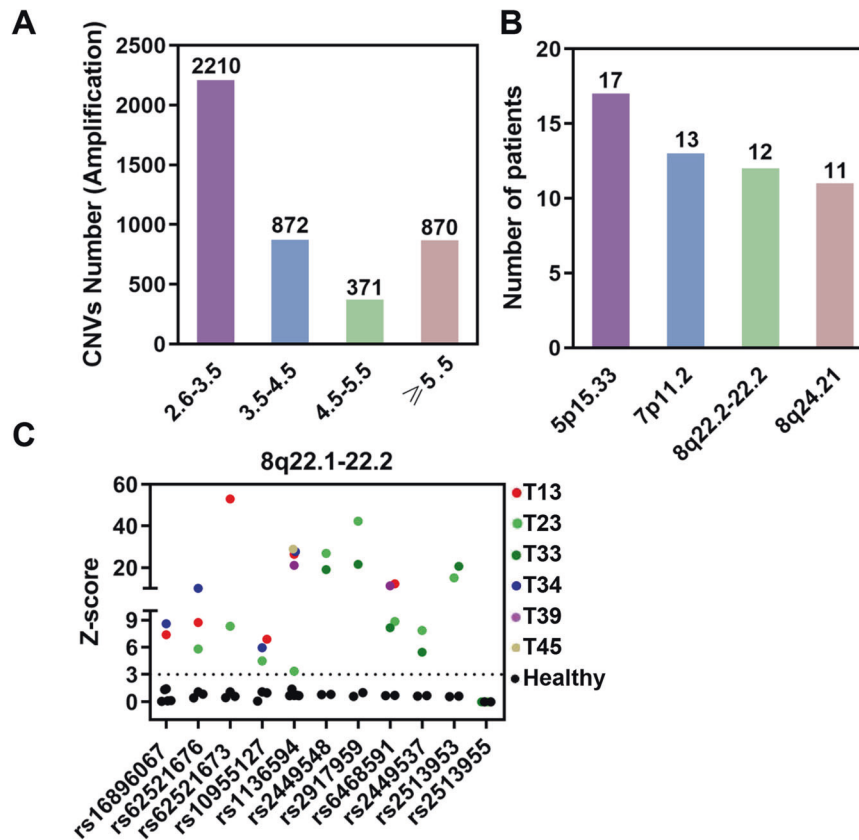 A
CNVs Number (Amplification)
2500
2000
1500
1000
500
0
2210
872
371
870
2.6-3.5
3.5-4.5
4.5-5.5
⩾5.5
B
Number of patients
20
15
10
5
0
17
13
12
11
5p15.33
7p11.2
8q22.2-22.2
8q24.21
C
8q22.1-22.2
Z-score
60
40
20
9
6
3
0
T13
T23
T33
T34
T39
T45
Healthy
rs16896067
rs62521676
rs62521673
rs10955127
rs1136594
rs2449548
rs2917959
rs6468591
rs2449537
rs2513953
rs2513955